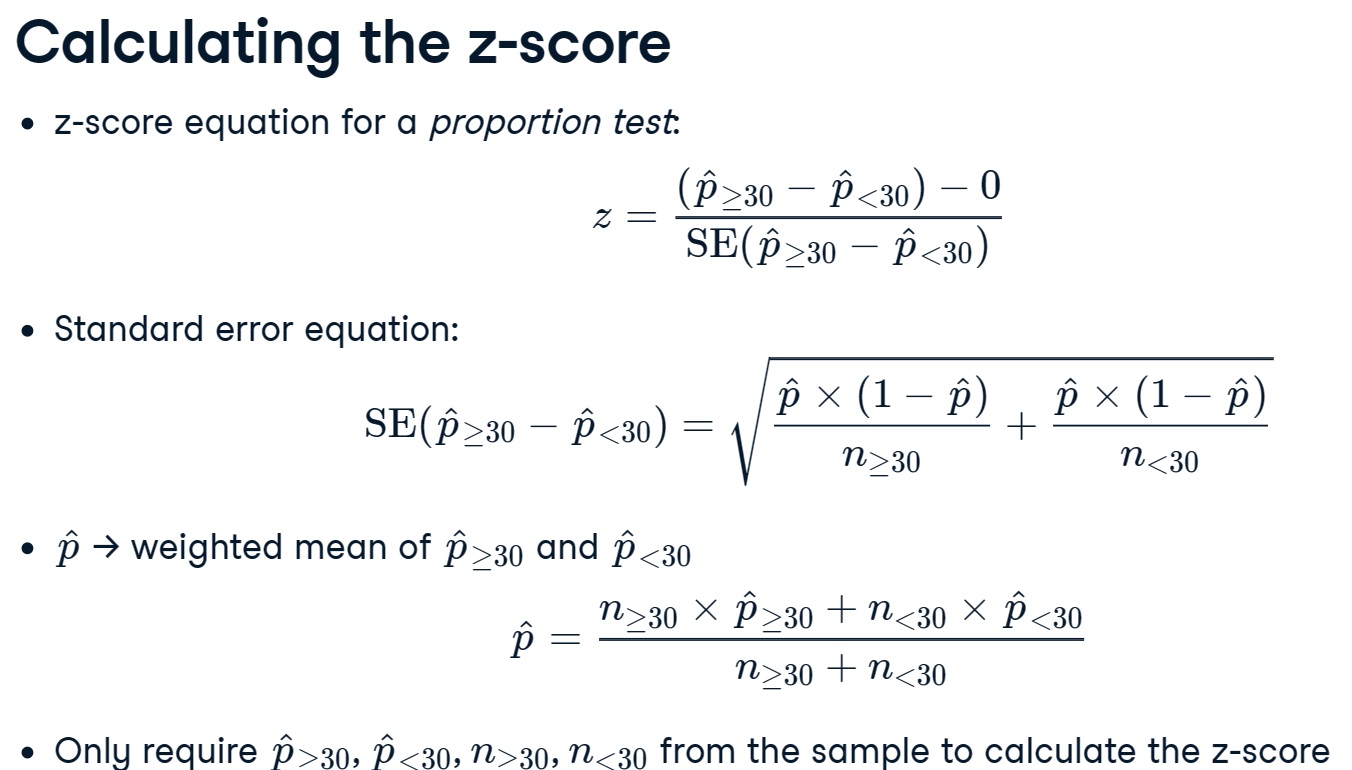 Calculating the z-score
• z-score equation for a proportion test:
z = \frac{(\hat{p}_{\geq 30} - \hat{p}_{<30}) - 0}{\text{SE}(\hat{p}_{\geq 30} - \hat{p}_{<30})}
• Standard error equation:
\text{SE}(\hat{p}_{\geq 30} - \hat{p}_{<30}) = \sqrt{\frac{\hat{p} \times (1 - \hat{p})}{n_{\geq 30}} + \frac{\hat{p} \times (1 - \hat{p})}{n_{<30}}}
• \hat{p} → weighted mean of \hat{p}_{\geq 30} and \hat{p}_{<30}
\hat{p} = \frac{n_{\geq 30} \times \hat{p}_{\geq 30} + n_{<30} \times \hat{p}_{<30}}{n_{\geq 30} + n_{<30}}
• Only require \hat{p}_{>30}, \hat{p}_{<30}, n_{>30}, n_{<30} from the sample to calculate the z-score